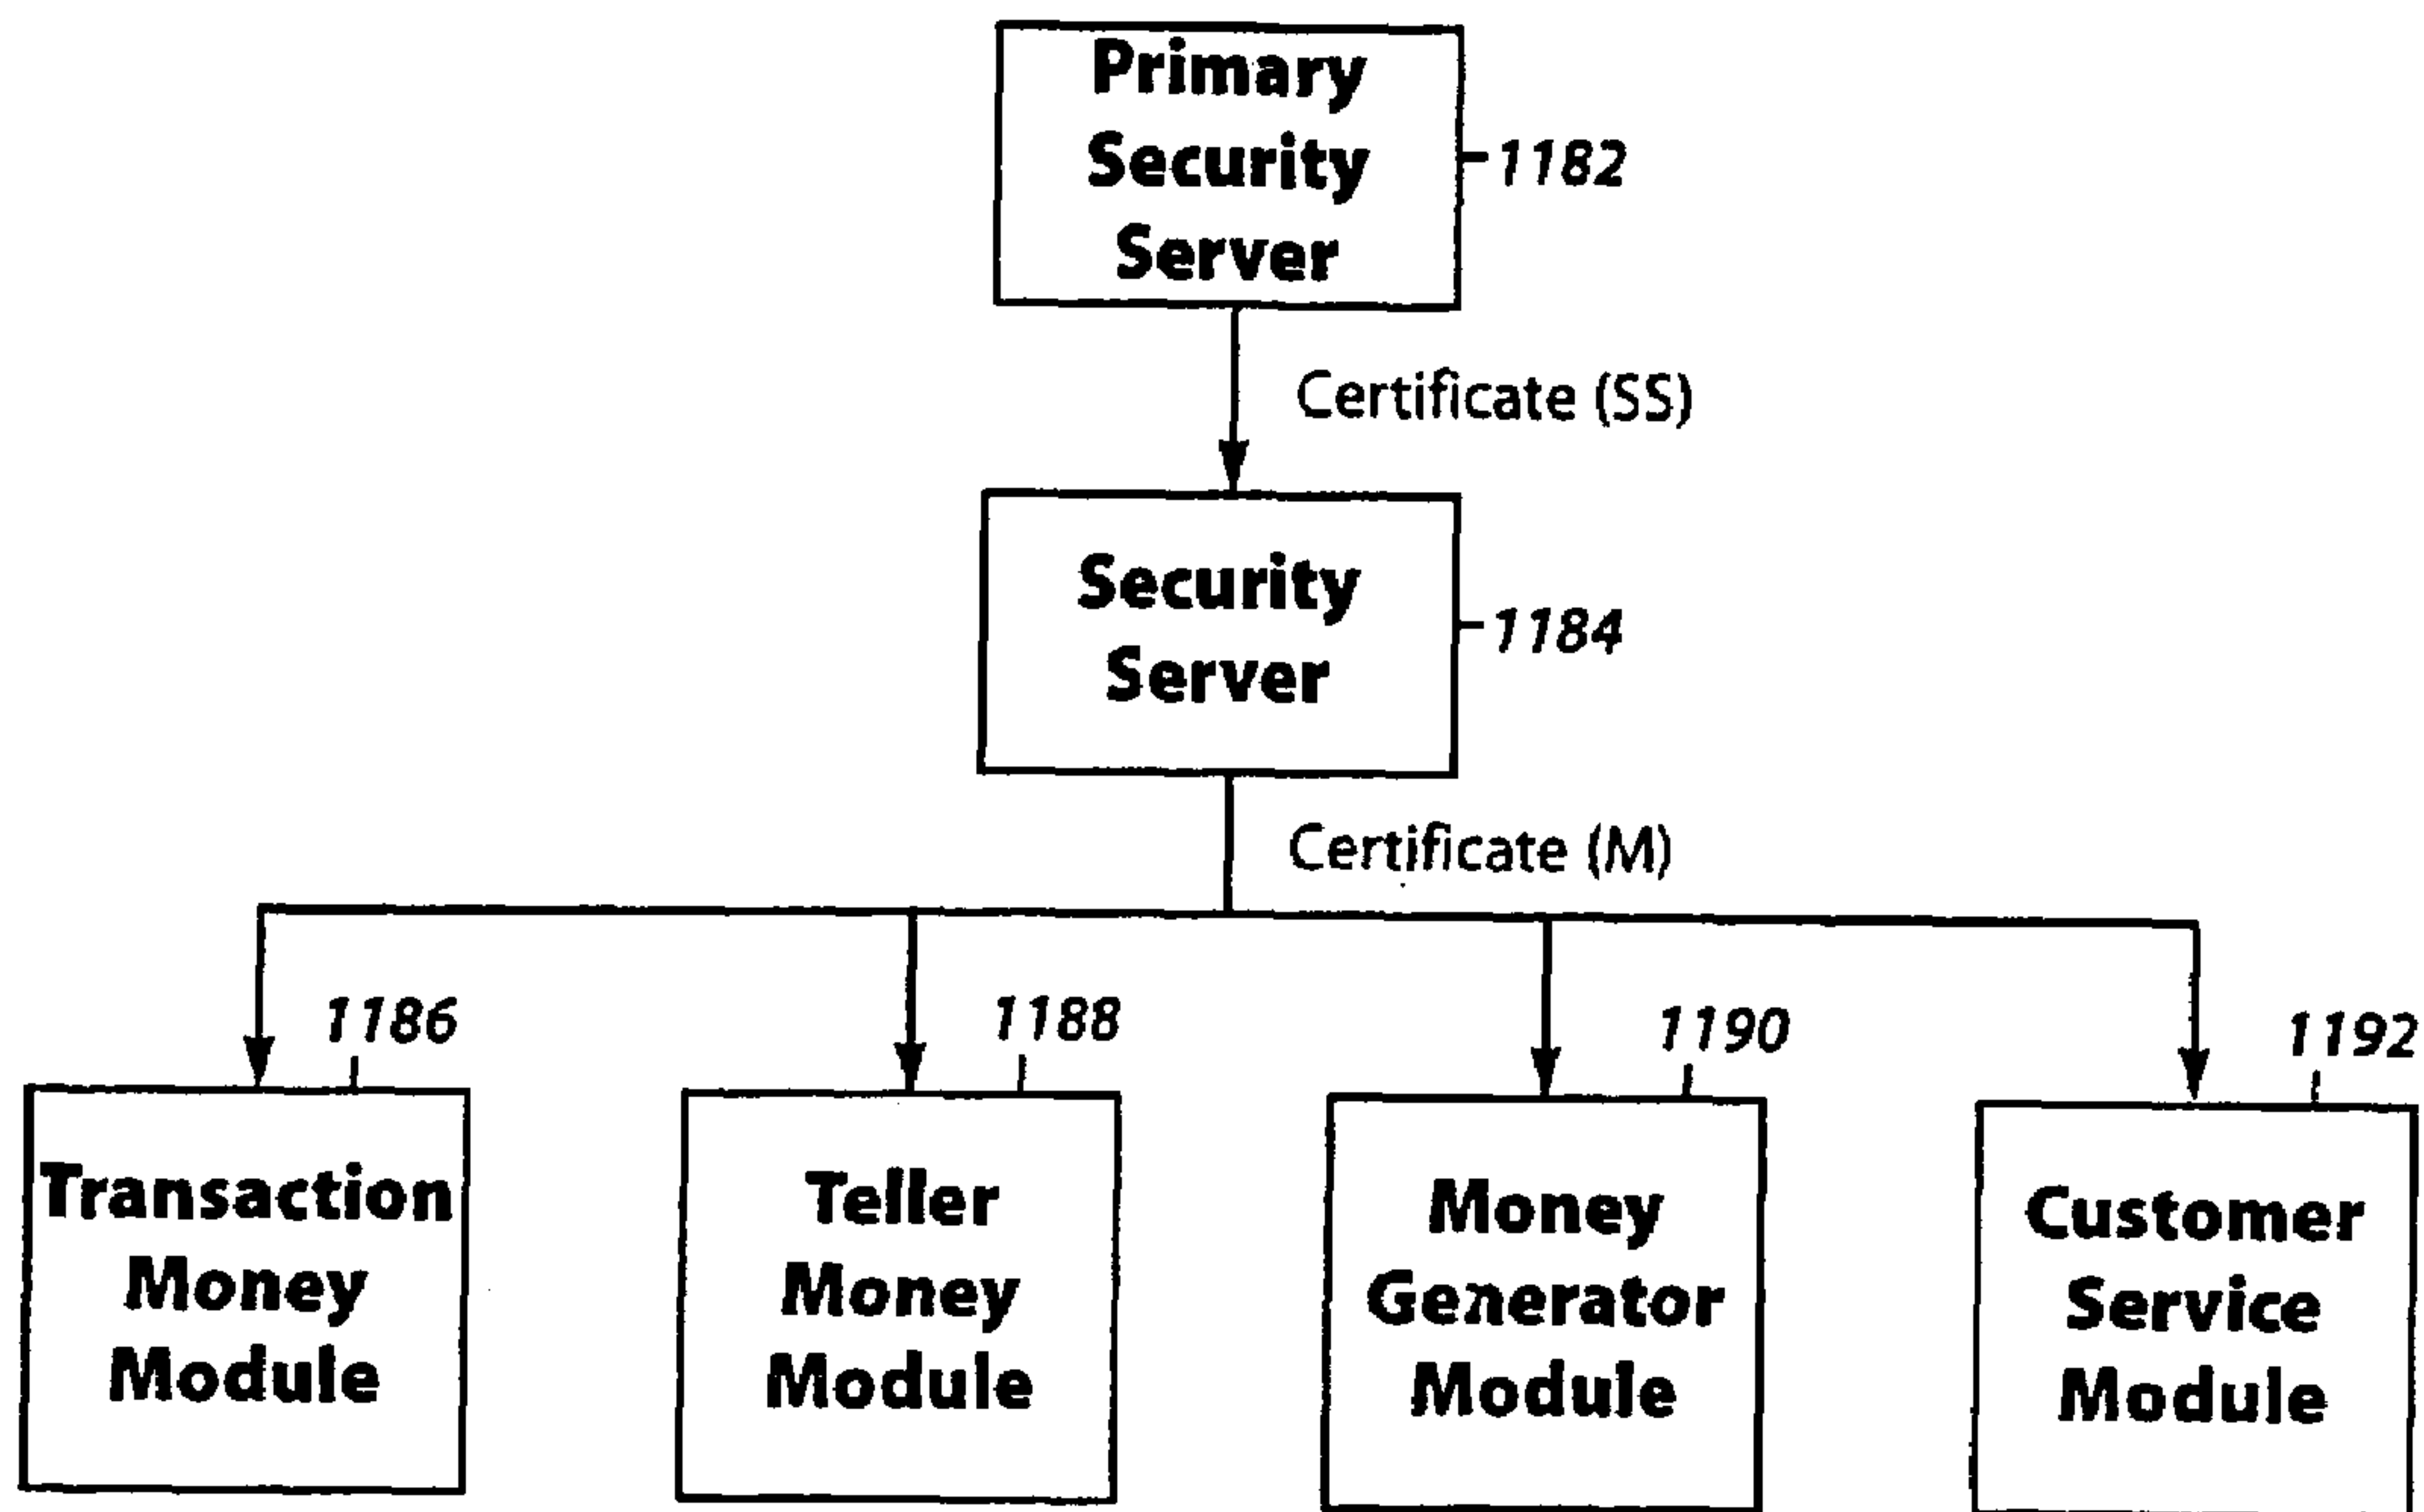 Primary
Security
Server
1182
Certificate (SS)
Security
Server
1184
Certificate (M)
1186
1188
1190
1192
Transaction
Money
Module
Teller
Money
Module
Money
Generator
Module
Customer
Service
Module